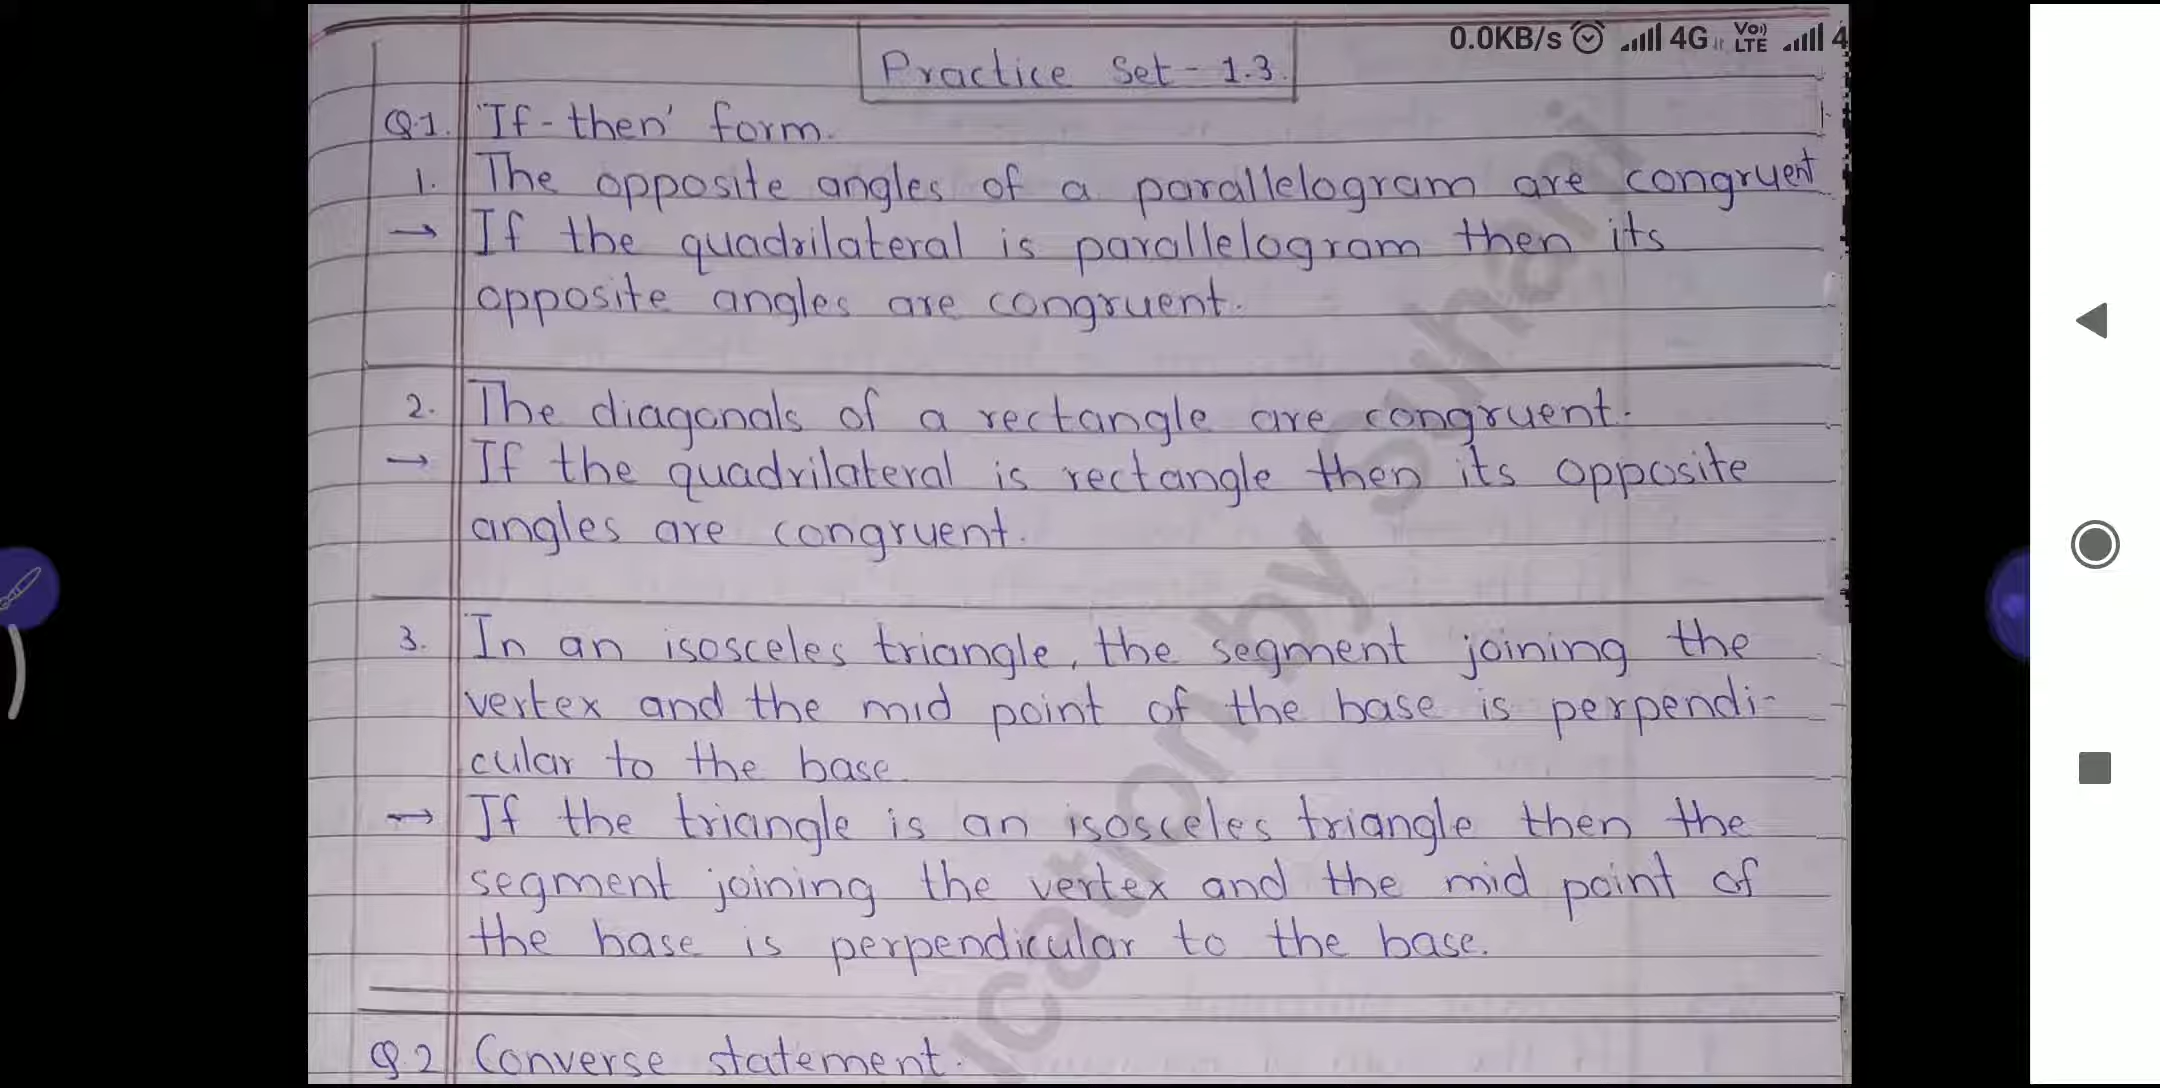 0.0KB/s 4G Vo)) LTE 4
Practice Set - 1.3.
Q.1. 'If - then' form.
1. The opposite angles of a parallelogram are congruent
→ If the quadrilateral is parallelogram then its
opposite angles are congruent.
2. The diagonals of a rectangle are congruent.
→ If the quadrilateral is rectangle then its opposite
angles are congruent.
3. In an isosceles triangle, the segment joining the
vertex and the mid point of the base is perpendi-
cular to the base.
→ If the triangle is an isosceles triangle then the
segment joining the vertex and the mid point of
the base is perpendicular to the base.
Q.2 Converse statement.
ication by Suhani